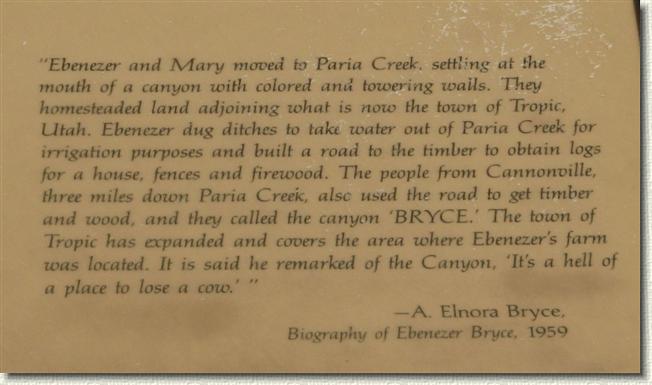 "Ebenezer and Mary moved to Paria Creek, settling at the
mouth of a canyon with colored and towering walls. They
homesteaded land adjoining what is now the town of Tropic,
Utah. Ebenezer dug ditches to take water out of Paria Creek for
irrigation purposes and built a road to the timber to obtain logs
for a house, fences and firewood. The people from Cannonville,
three miles down Paria Creek, also used the road to get timber
and wood, and they called the canyon 'BRYCE.' The town of
Tropic has expanded and covers the area where Ebenezer's farm
was located. It is said he remarked of the Canyon, 'It's a hell of
a place to lose a cow.' "
—A. Elnora Bryce,
Biography of Ebenezer Bryce, 1959